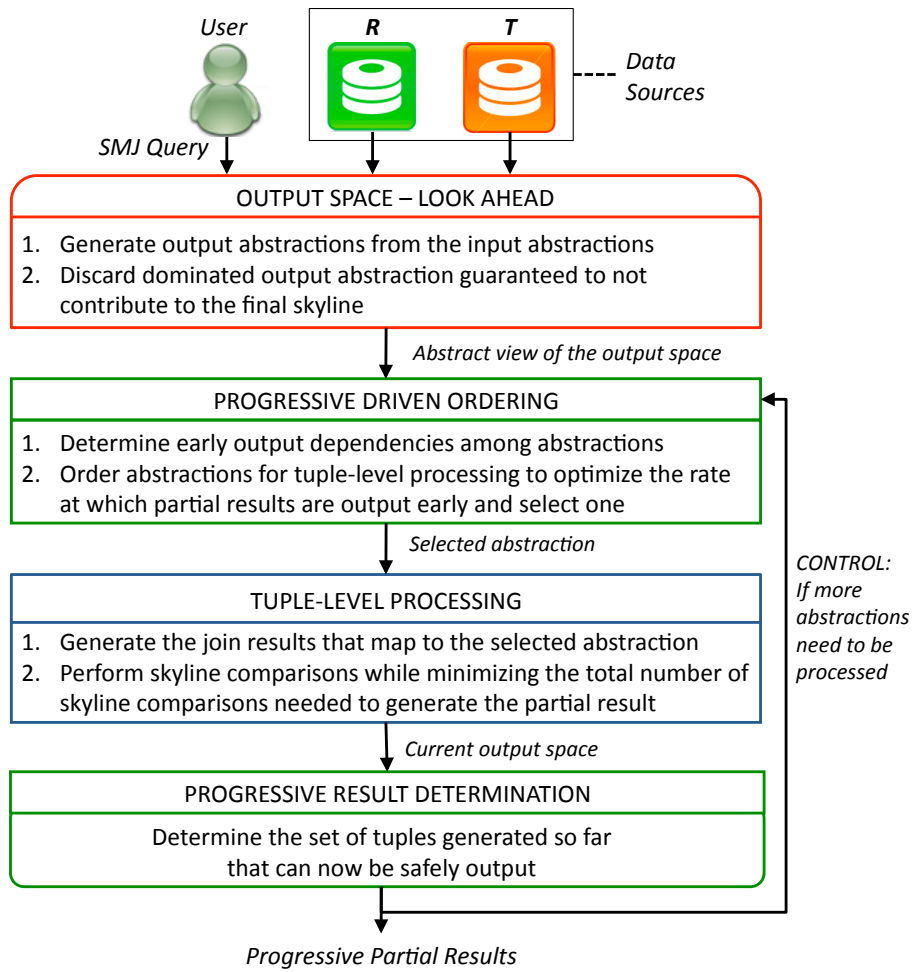 User
R
T
Data
Sources
SMJ Query
OUTPUT SPACE – LOOK AHEAD
1. Generate output abstractions from the input abstractions
2. Discard dominated output abstraction guaranteed to not
contribute to the final skyline
Abstract view of the output space
PROGRESSIVE DRIVEN ORDERING
1. Determine early output dependencies among abstractions
2. Order abstractions for tuple-level processing to optimize the rate
at which partial results are output early and select one
Selected abstraction
TUPLE-LEVEL PROCESSING
1. Generate the join results that map to the selected abstraction
2. Perform skyline comparisons while minimizing the total number of
skyline comparisons needed to generate the partial result
Current output space
PROGRESSIVE RESULT DETERMINATION
Determine the set of tuples generated so far
that can now be safely output
CONTROL:
If more
abstractions
need to be
processed
Progressive Partial Results